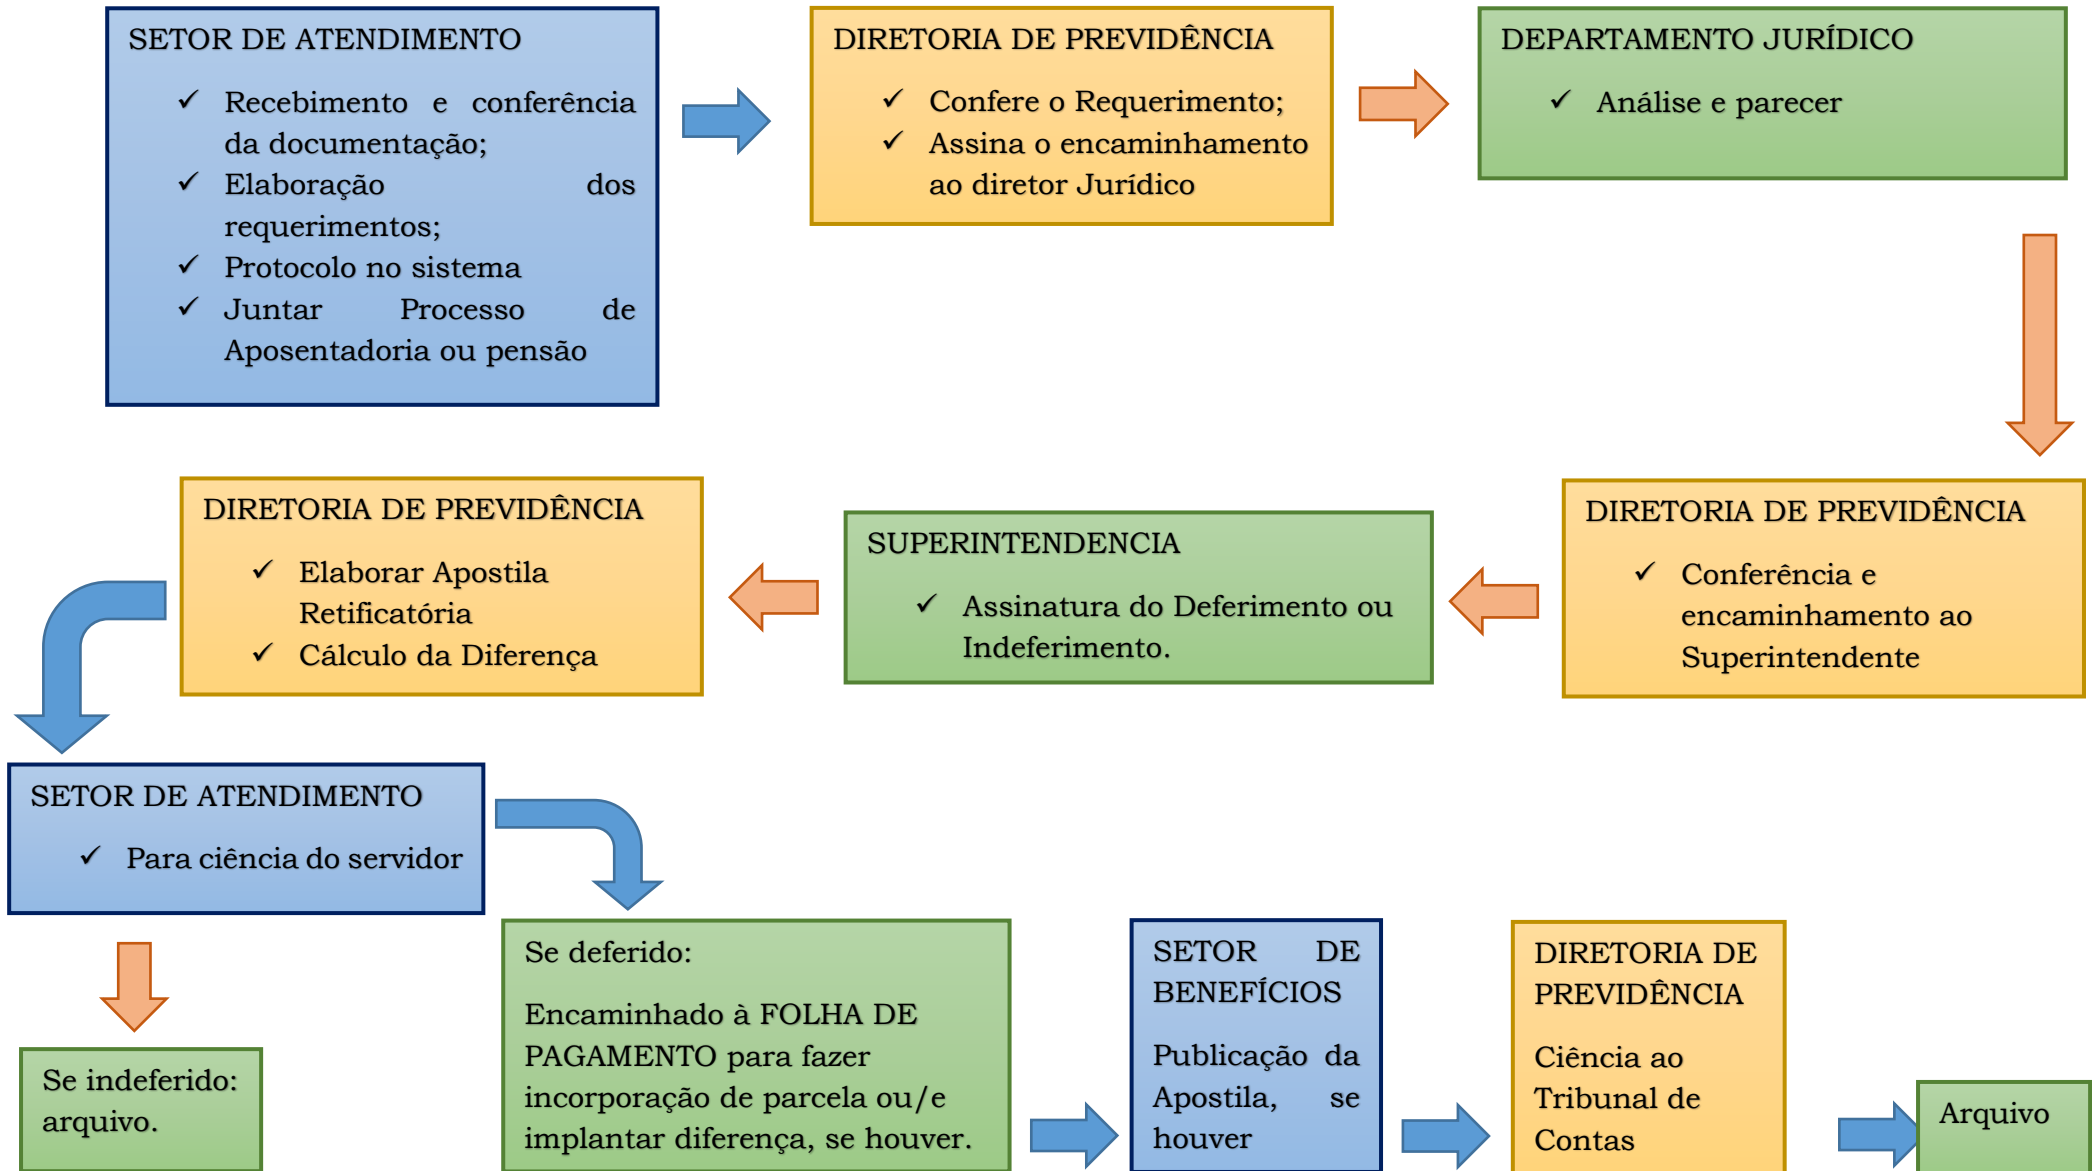 SETOR DE ATENDIMENTO
✓ Recebimento e conferência
da documentação;
✓ Elaboração dos
requerimentos;
✓ Protocolo no sistema
✓ Juntar Processo de
Aposentadoria ou pensão
DIRETORIA DE PREVIDÊNCIA
✓ Confere o Requerimento;
✓ Assina o encaminhamento
ao diretor Jurídico
DEPARTAMENTO JURÍDICO
✓ Análise e parecer
DIRETORIA DE PREVIDÊNCIA
✓ Conferência e
encaminhamento ao
Superintendente
SUPERINTENDENCIA
✓ Assinatura do Deferimento ou
Indeferimento.
DIRETORIA DE PREVIDÊNCIA
✓ Elaborar Apostila
Retificatória
✓ Cálculo da Diferença
SETOR DE ATENDIMENTO
✓ Para ciência do servidor
Se indeferido:
arquivo.
Se deferido:
Encaminhado à FOLHA DE
PAGAMENTO para fazer
incorporação de parcela ou/e
implantar diferença, se houver.
SETOR DE
BENEFÍCIOS
Publicação da
Apostila, se
houver
DIRETORIA DE
PREVIDÊNCIA
Ciência ao
Tribunal de
Contas
Arquivo